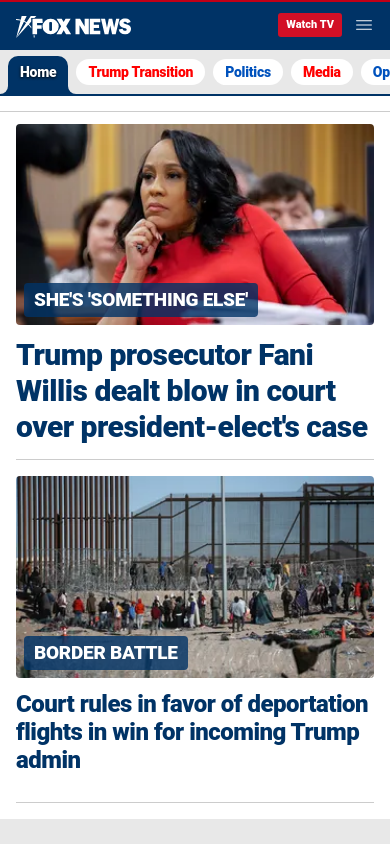 FOX NEWS
Watch TV
Home
Trump Transition
Politics
Media
Op
SHE'S 'SOMETHING ELSE'
Trump prosecutor Fani
Willis dealt blow in court
over president-elect's case
BORDER BATTLE
Court rules in favor of deportation
flights in win for incoming Trump
admin